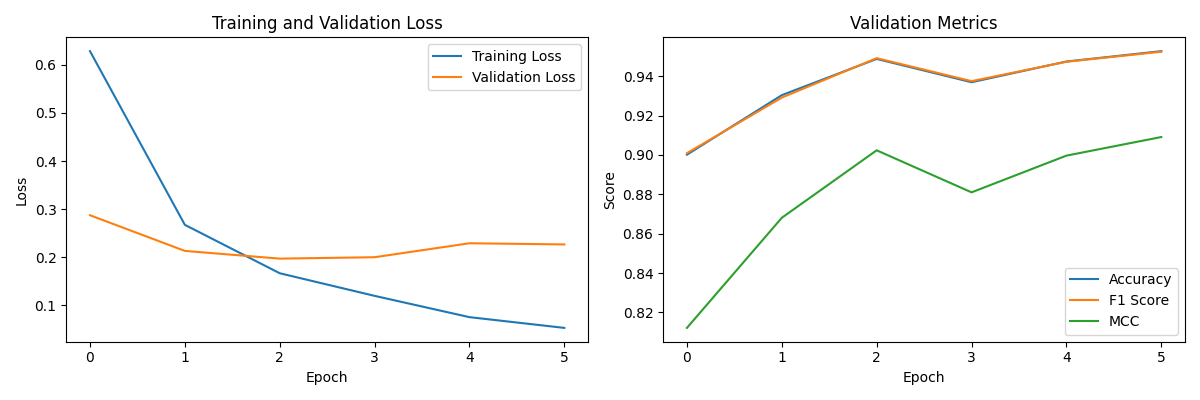 Training and Validation Loss
Training Loss
Validation Loss
0.6
0.5
0.4
0.3
0.2
0.1
Loss
0
1
2
3
4
5
Epoch
Validation Metrics
0.94
0.92
0.90
0.88
0.86
0.84
0.82
Score
Accuracy
F1 Score
MCC
0
1
2
3
4
5
Epoch